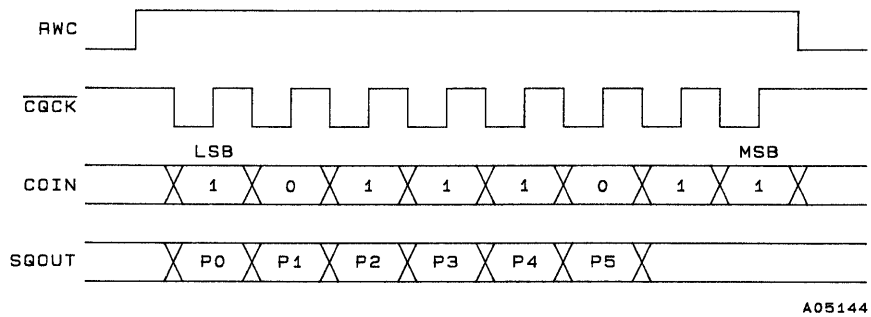 RWC
CQCK
LSB MSB
COIN 1 0 1 1 1 0 1 1
SQOUT P0 P1 P2 P3 P4 P5
A05144